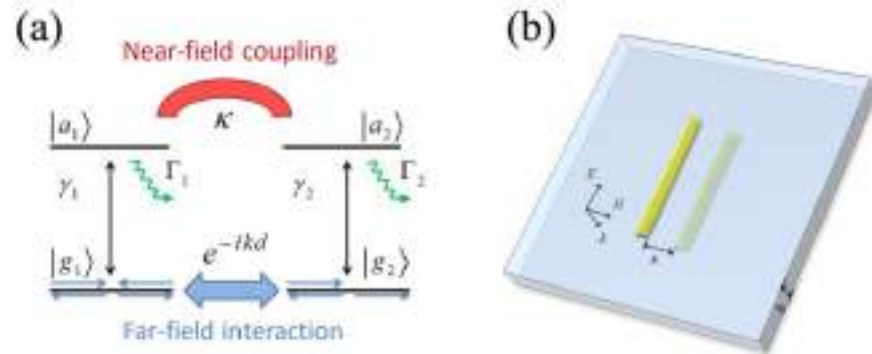 (a)
Near-field coupling
κ
|a₁⟩
|a₂⟩
γ₁
Γ₁
γ₂
Γ₂
|g₁⟩
e^{-ikd}
|g₂⟩
Far-field interaction
(b)